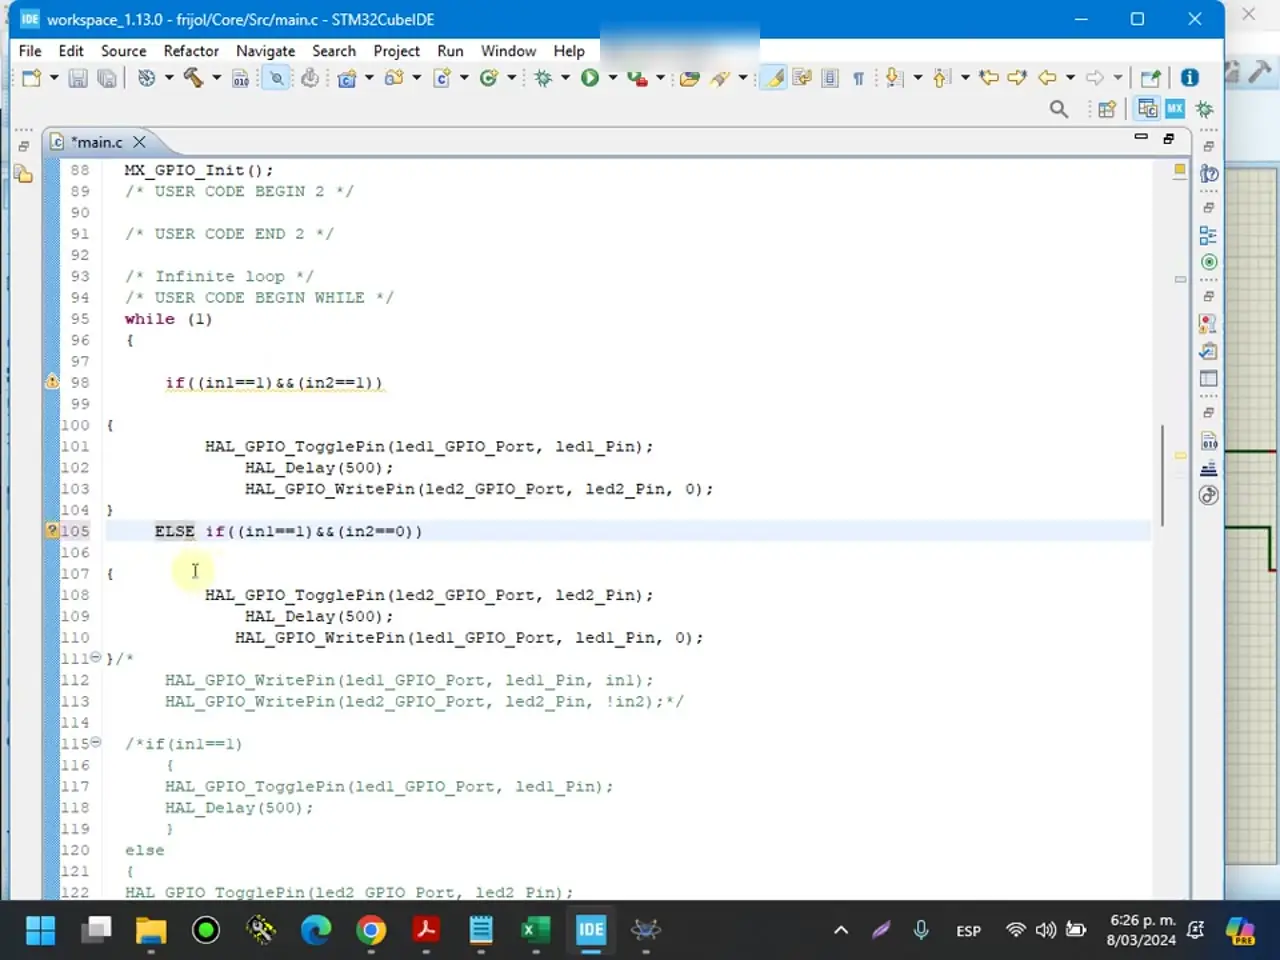 IDE workspace_1.13.0 - frijol/Core/Src/main.c - STM32CubeIDE
File Edit Source Refactor Navigate Search Project Run Window Help
010
MX
*main.c
88 MX_GPIO_Init();
89 /* USER CODE BEGIN 2 */
90
91 /* USER CODE END 2 */
92
93 /* Infinite loop */
94 /* USER CODE BEGIN WHILE */
95 while (1)
96 {
97
98 if((in1==1)&&(in2==1))
99
100 {
101 HAL_GPIO_TogglePin(led1_GPIO_Port, led1_Pin);
102 HAL_Delay(500);
103 HAL_GPIO_WritePin(led2_GPIO_Port, led2_Pin, 0);
104 }
105 ELSE if((in1==1)&&(in2==0))
106
107 {
108 HAL_GPIO_TogglePin(led2_GPIO_Port, led2_Pin);
109 HAL_Delay(500);
110 HAL_GPIO_WritePin(led1_GPIO_Port, led1_Pin, 0);
111 }/*
112 HAL_GPIO_WritePin(led1_GPIO_Port, led1_Pin, in1);
113 HAL_GPIO_WritePin(led2_GPIO_Port, led2_Pin, !in2);*/
114
115 /*if(in1==1)
116 {
117 HAL_GPIO_TogglePin(led1_GPIO_Port, led1_Pin);
118 HAL_Delay(500);
119 }
120 else
121 {
122 HAL_GPIO_TogglePin(led2_GPIO_Port, led2_Pin);
010
IDE
ESP
6:26 p. m.
8/03/2024
PRE